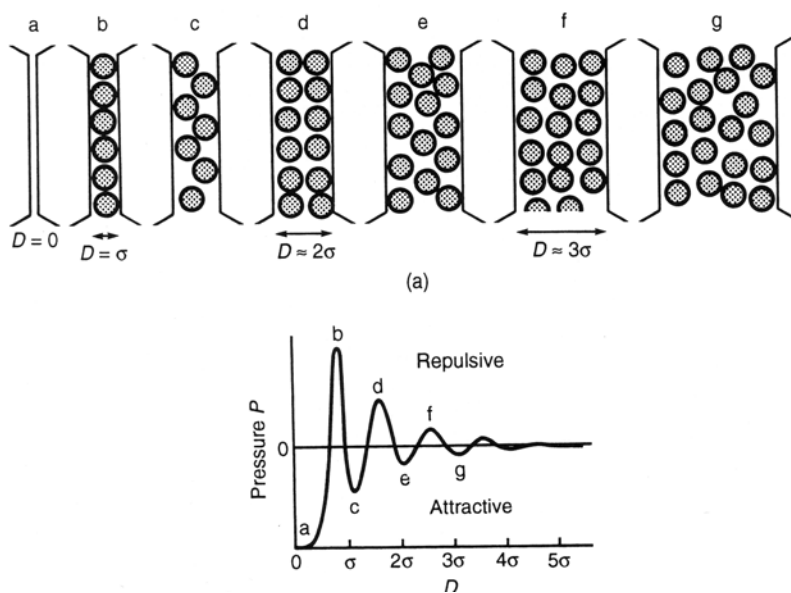 a b c d e f g
D = 0 D = σ D ≈ 2σ D ≈ 3σ
(a)
b
Repulsive
d
f
0
Pressure P
e g
c
Attractive
a
0 σ 2σ 3σ 4σ 5σ
D